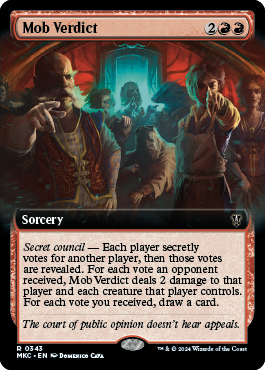 Mob Verdict 2
Sorcery
Secret council — Each player secretly
votes for another player, then those votes
are revealed. For each vote an opponent
received, Mob Verdict deals 2 damage to that
player and each creature that player controls.
For each vote you received, draw a card.
The court of public opinion doesn't hear appeals.
R 0343
MKC • EN Domenico Cava
™ & © 2024 Wizards of the Coast